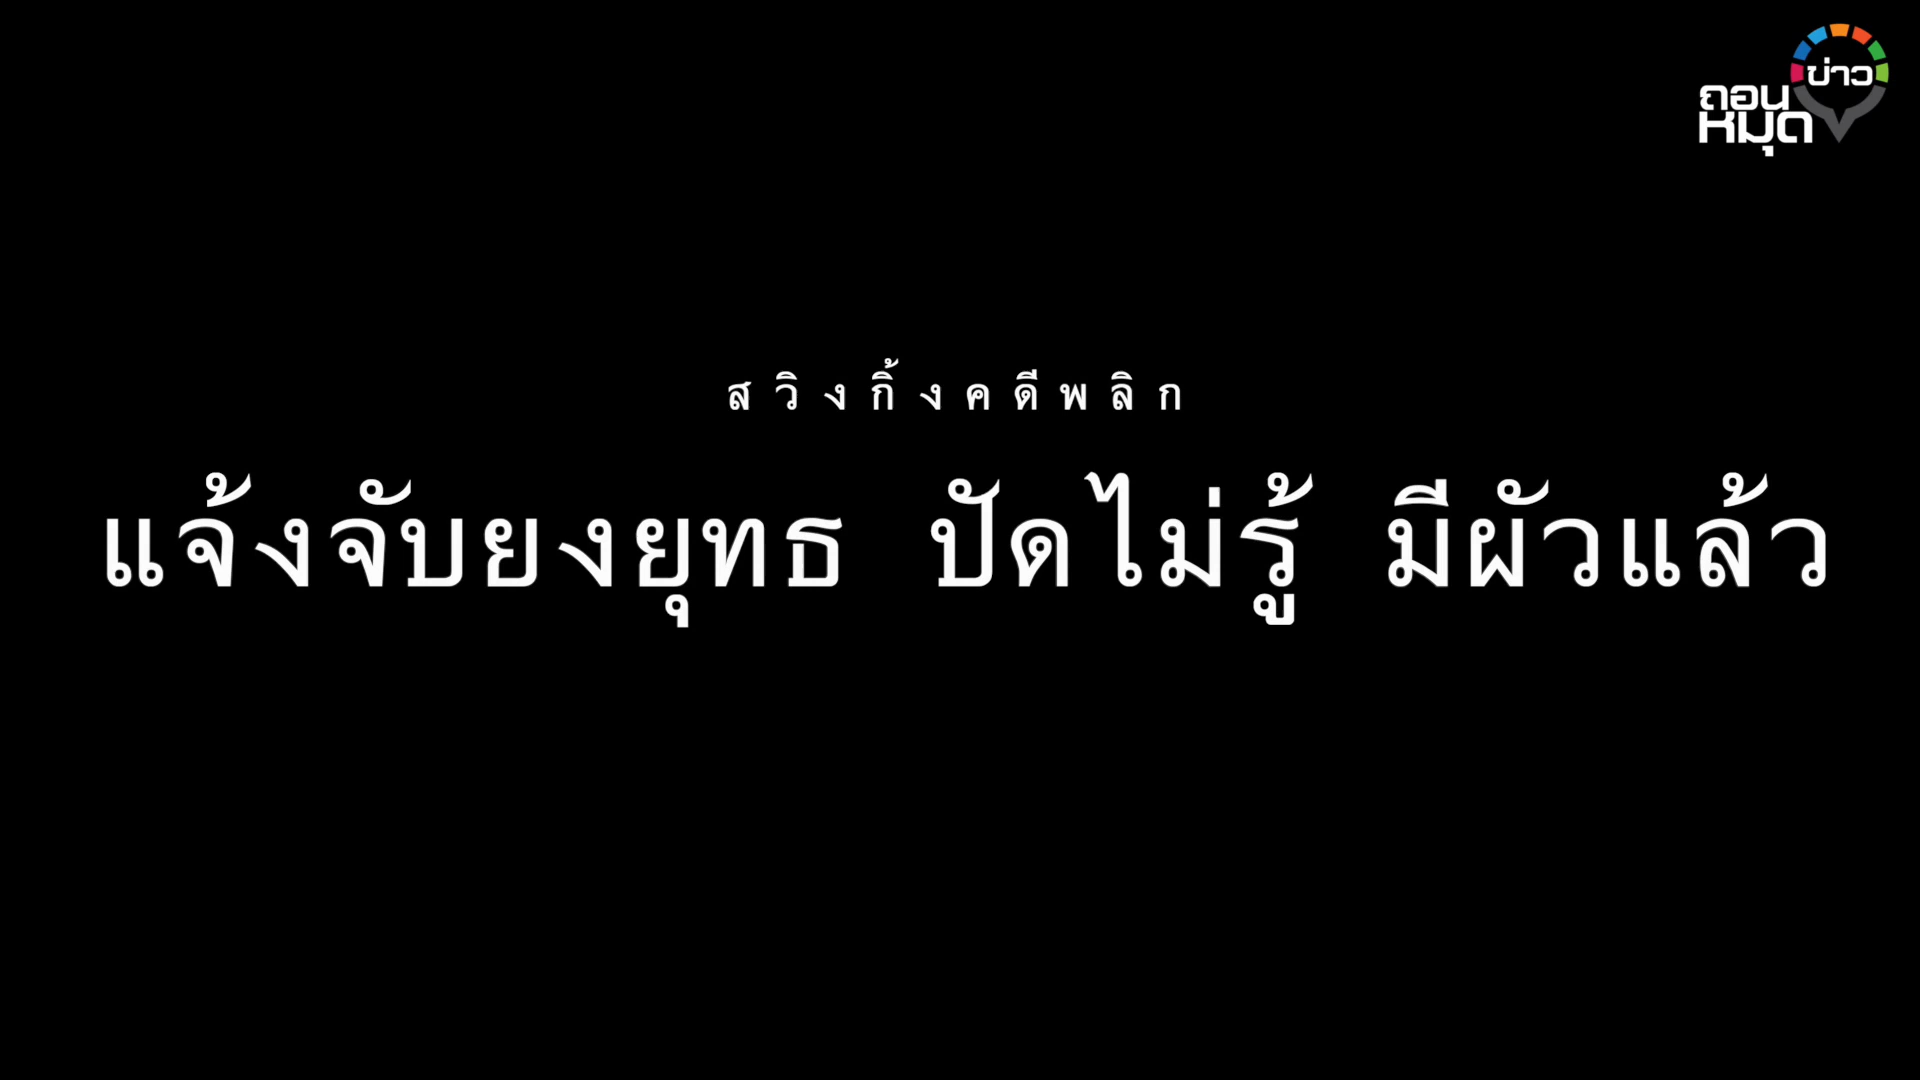 ข่าว
ถอน
หมุด
สวิงกิ้งคดีพลิก
แจ้งจับยงยุทธ ปัดไม่รู้ มีผัวแล้ว